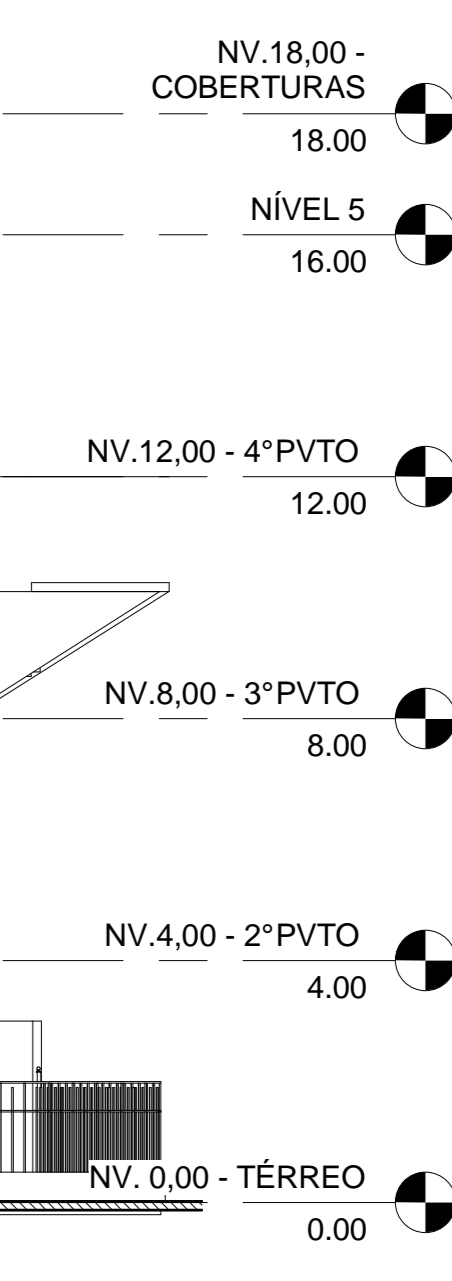 NV.18,00 -
COBERTURAS
18.00
NÍVEL 5
16.00
NV.12,00 - 4°PVTO
12.00
NV.8,00 - 3°PVTO
8.00
NV.4,00 - 2°PVTO
4.00
NV. 0,00 - TÉRREO
0.00